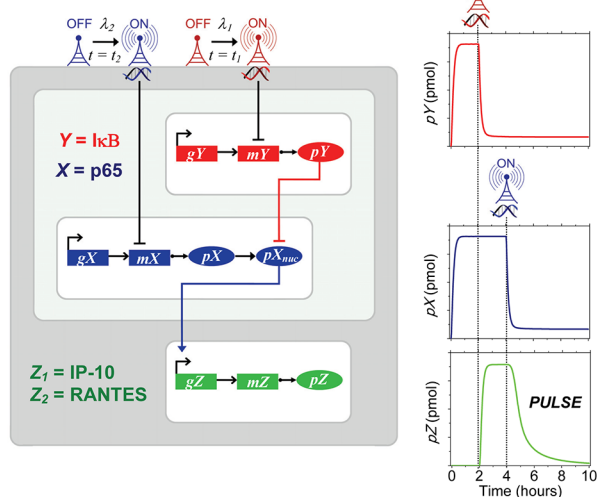 OFF λ2 ON
t = t2
OFF λ1 ON
t = t1
Y = IκB
X = p65
gY mY pY
gX mX pX pXnuc
Z1 = IP-10
Z2 = RANTES
gZ mZ pZ
pY (pmol)
ON
pX (pmol)
pZ (pmol)
PULSE
0 2 4 6 8 10
Time (hours)